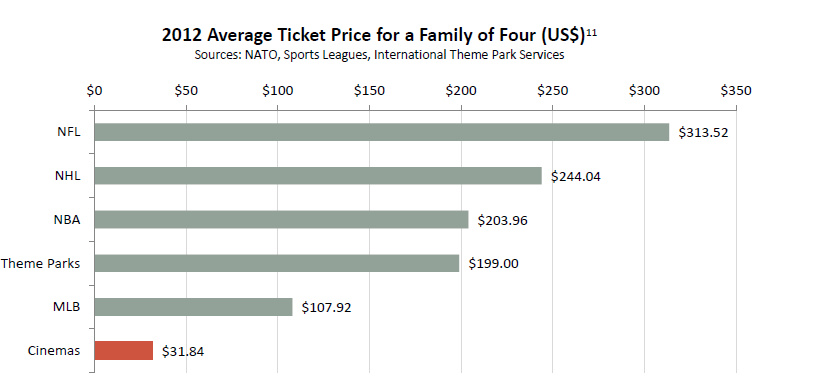 2012 Average Ticket Price for a Family of Four (US$)11
Sources: NATO, Sports Leagues, International Theme Park Services
$0 $50 $100 $150 $200 $250 $300 $350
NFL $313.52
NHL $244.04
NBA $203.96
Theme Parks $199.00
MLB $107.92
Cinemas $31.84